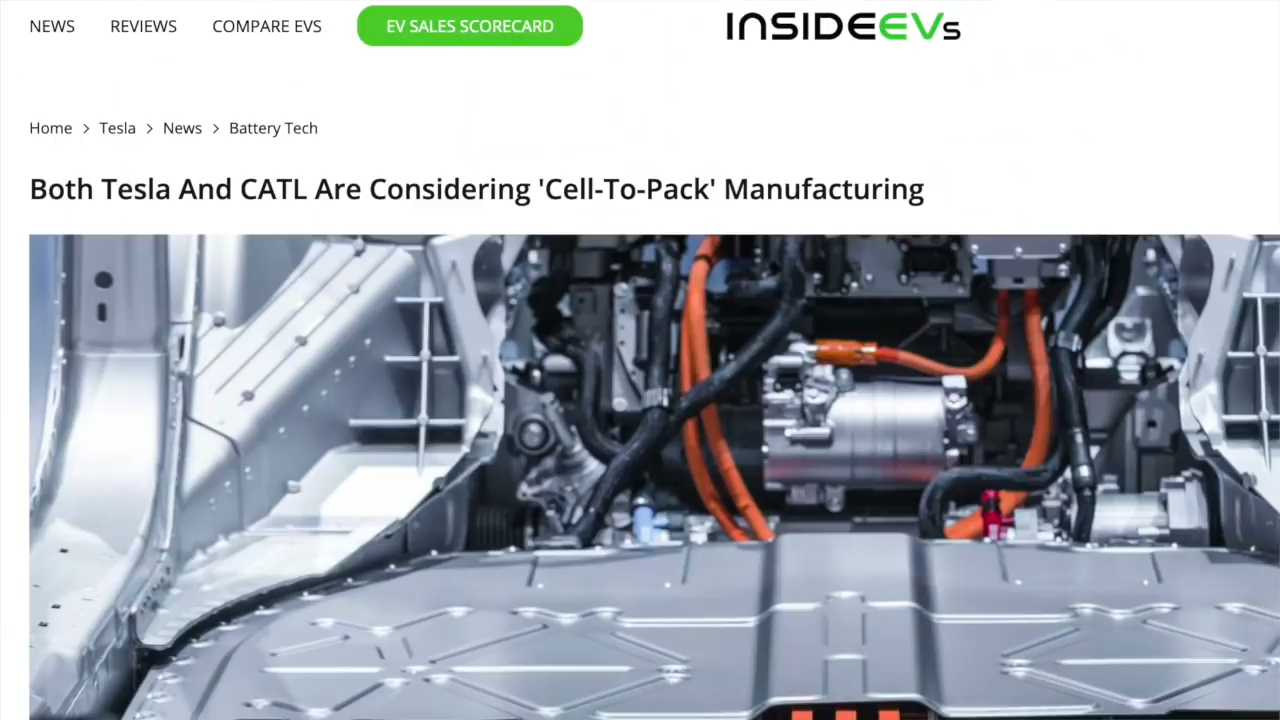 NEWS REVIEWS COMPARE EVS EV SALES SCORECARD INSIDEEVs
Home > Tesla > News > Battery Tech
Both Tesla And CATL Are Considering 'Cell-To-Pack' Manufacturing